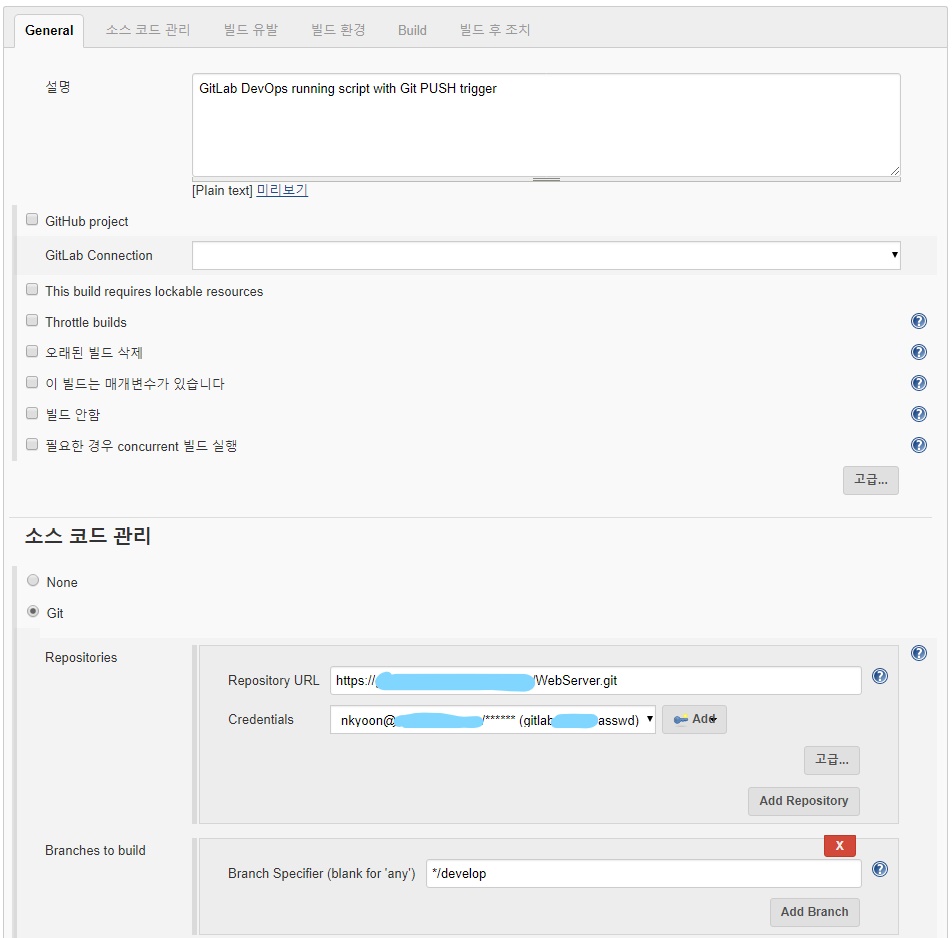 General 소스 코드 관리 빌드 유발 빌드 환경 Build 빌드 후 조치
설명
GitLab DevOps running script with Git PUSH trigger
[Plain text] 미리보기
GitHub project
GitLab Connection
This build requires lockable resources
Throttle builds
오래된 빌드 삭제
이 빌드는 매개변수가 있습니다
빌드 안함
필요한 경우 concurrent 빌드 실행
고급...
소스 코드 관리
None
Git
Repositories
Repository URL https:// /WebServer.git
Credentials nkyoon@ /****** (gitlab asswd) Add
고급...
Add Repository
Branches to build
X
Branch Specifier (blank for 'any') */develop
Add Branch